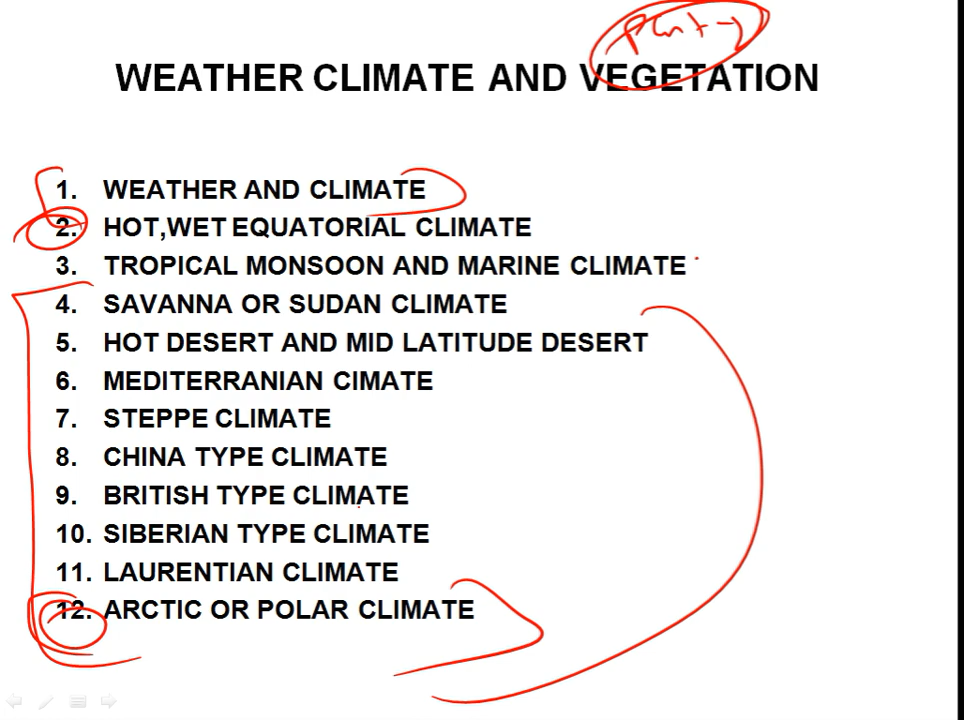 WEATHER CLIMATE AND VEGETATION
1. WEATHER AND CLIMATE
2. HOT,WET EQUATORIAL CLIMATE
3. TROPICAL MONSOON AND MARINE CLIMATE
4. SAVANNA OR SUDAN CLIMATE
5. HOT DESERT AND MID LATITUDE DESERT
6. MEDITERRANIAN CIMATE
7. STEPPE CLIMATE
8. CHINA TYPE CLIMATE
9. BRITISH TYPE CLIMATE
10. SIBERIAN TYPE CLIMATE
11. LAURENTIAN CLIMATE
12. ARCTIC OR POLAR CLIMATE